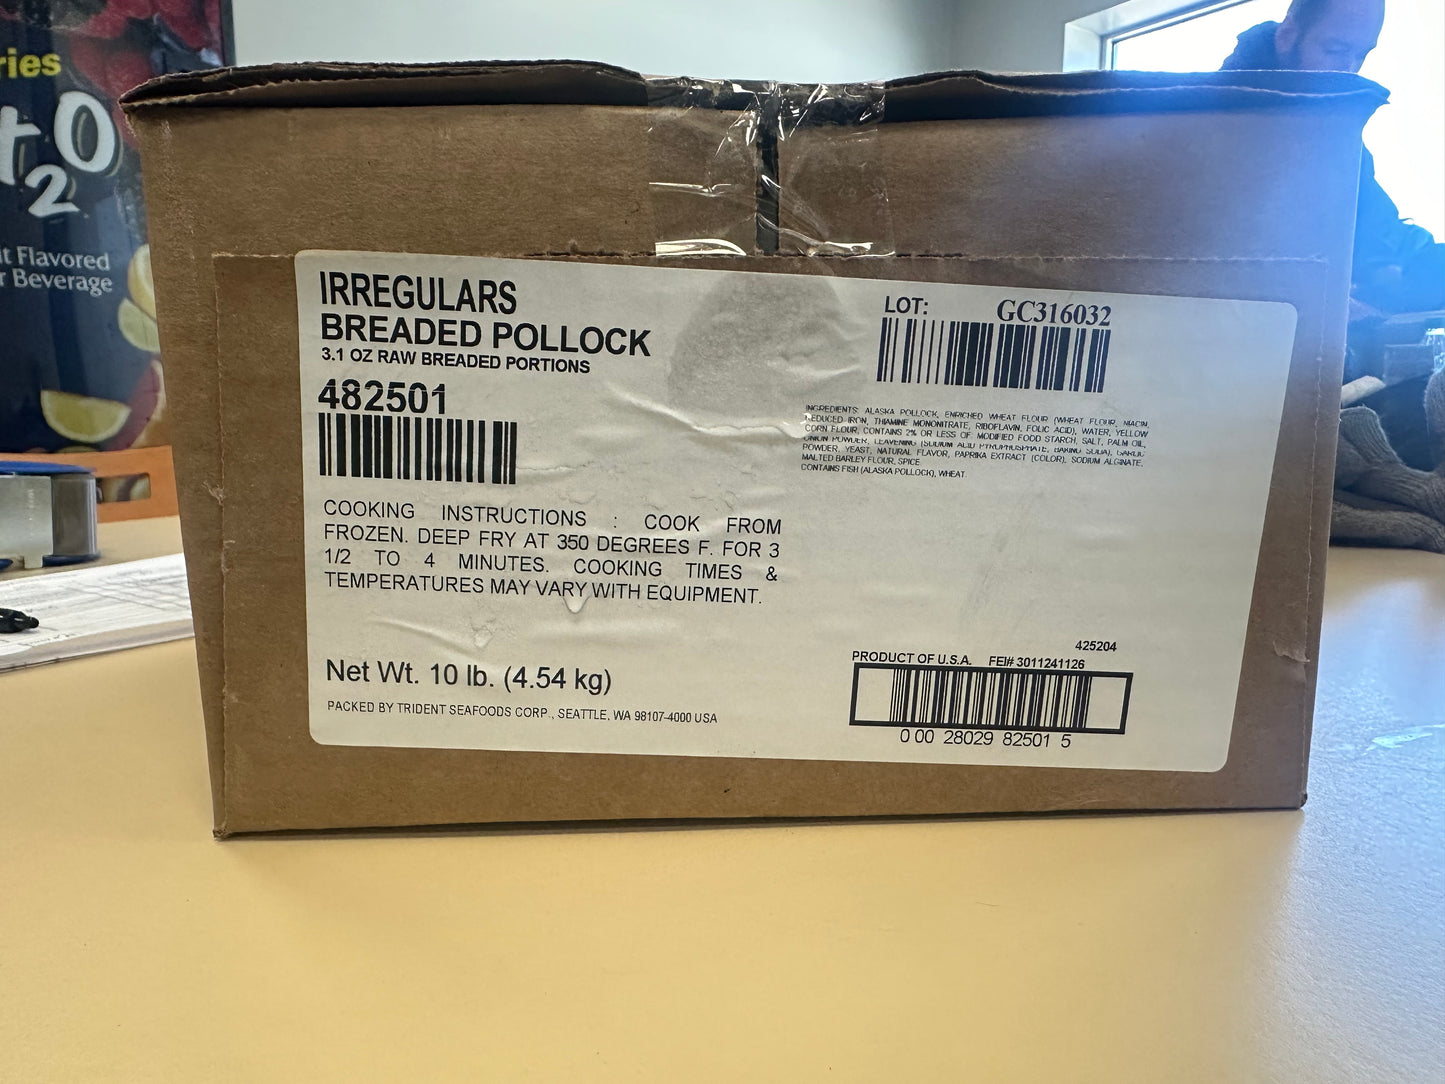 ries
t2O
t Flavored
r Beverage
IRREGULARS
BREADED POLLOCK
3.1 OZ RAW BREADED PORTIONS
482501
COOKING INSTRUCTIONS : COOK FROM
FROZEN. DEEP FRY AT 350 DEGREES F. FOR 3
1/2 TO 4 MINUTES. COOKING TIMES &
TEMPERATURES MAY VARY WITH EQUIPMENT.
Net Wt. 10 lb. (4.54 kg)
PACKED BY TRIDENT SEAFOODS CORP., SEATTLE, WA 98107-4000 USA
LOT: GC316032
INGREDIENTS: ALASKA POLLOCK, ENRICHED WHEAT FLOUR (WHEAT FLOUR, NIACIN,
REDUCED IRON, THIAMINE MONONITRATE, RIBOFLAVIN, FOLIC ACID), WATER, YELLOW
CORN FLOUR, CONTAINS 2% OR LESS OF: MODIFIED FOOD STARCH, SALT, PALM OIL,
ONION POWDER, LEAVENING (SODIUM ACID PYROPHOSPHATE, BAKING SODA), GARLIC
POWDER, YEAST, NATURAL FLAVOR, PAPRIKA EXTRACT (COLOR), SODIUM ALGINATE,
MALTED BARLEY FLOUR, SPICE.
CONTAINS FISH (ALASKA POLLOCK), WHEAT.
425204
PRODUCT OF U.S.A. FEI# 3011241126
0 00 28029 82501 5